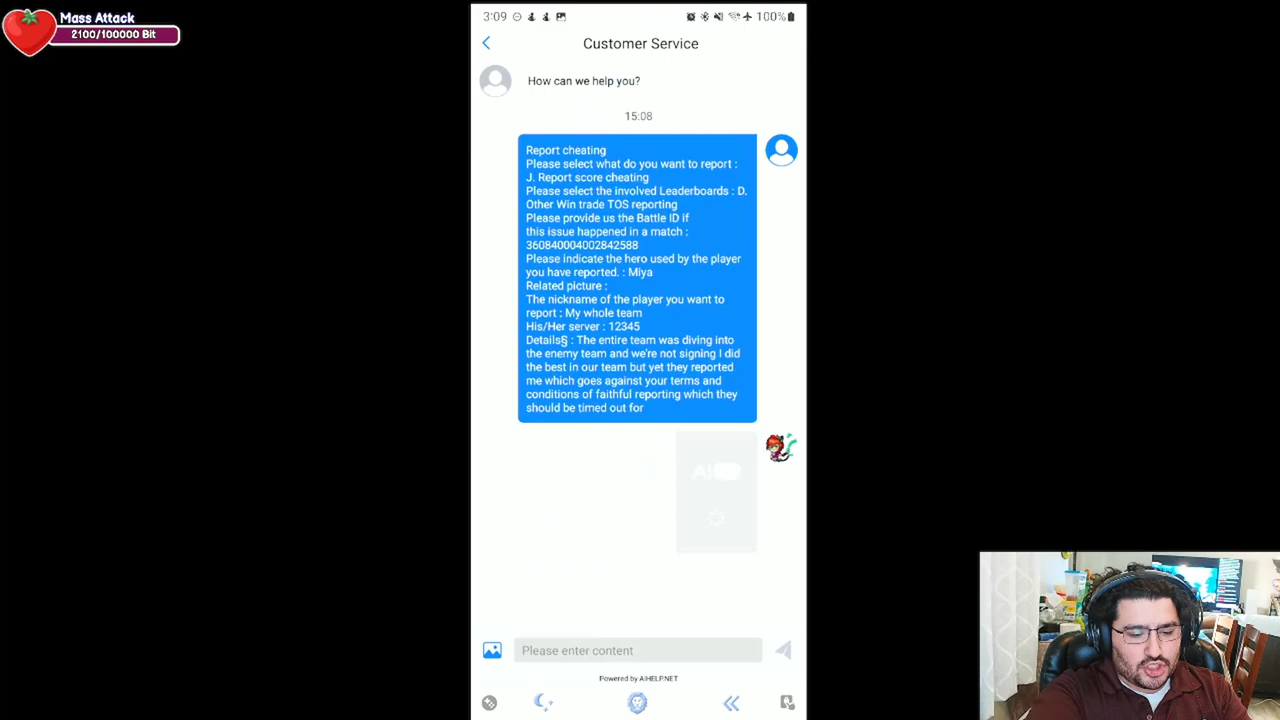 Mass Attack
2100/100000 Bit
3:09
100%
Customer Service
How can we help you?
15:08
Report cheating
Please select what do you want to report :
J. Report score cheating
Please select the involved Leaderboards : D.
Other Win trade TOS reporting
Please provide us the Battle ID if
this issue happened in a match :
360840004002842588
Please indicate the hero used by the player
you have reported. : Miya
Related picture :
The nickname of the player you want to
report : My whole team
His/Her server : 12345
Details§ : The entire team was diving into
the enemy team and we're not signing I did
the best in our team but yet they reported
me which goes against your terms and
conditions of faithful reporting which they
should be timed out for
Please enter content
Powered by AIHELP.NET